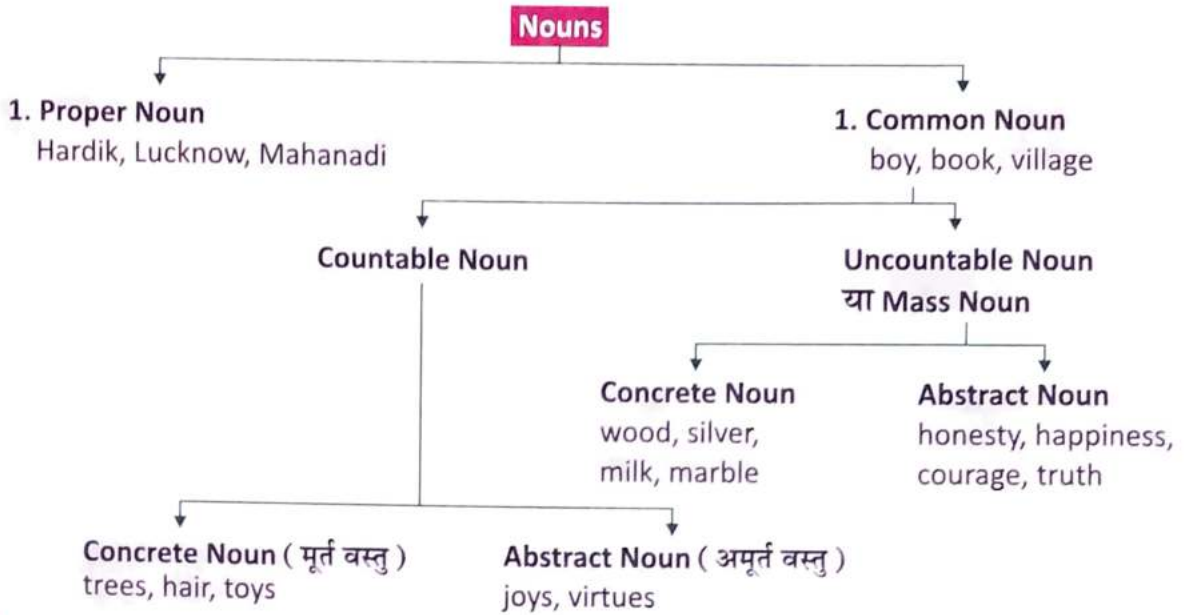 Nouns
1. Proper Noun
Hardik, Lucknow, Mahanadi
1. Common Noun
boy, book, village
Countable Noun
Uncountable Noun
या Mass Noun
Concrete Noun
wood, silver,
milk, marble
Abstract Noun
honesty, happiness,
courage, truth
Concrete Noun ( मूर्त वस्तु )
trees, hair, toys
Abstract Noun ( अमूर्त वस्तु )
joys, virtues